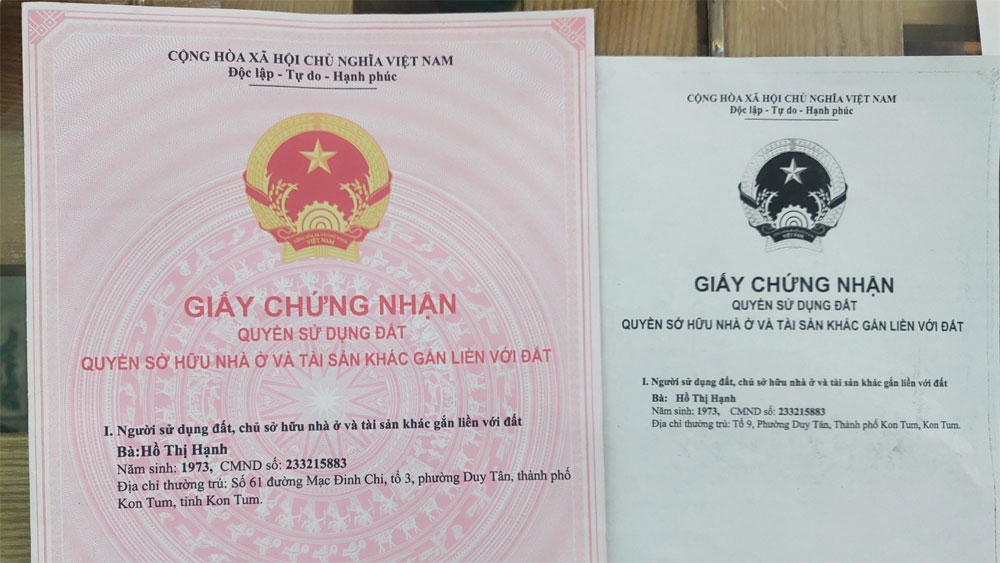 CỘNG HÒA XÃ HỘI CHỦ NGHĨA VIỆT NAM
Độc lập - Tự do - Hạnh phúc
VIỆT NAM
GIẤY CHỨNG NHẬN
QUYỀN SỬ DỤNG ĐẤT
QUYỀN SỞ HỮU NHÀ Ở VÀ TÀI SẢN KHÁC GẮN LIỀN VỚI ĐẤT
I. Người sử dụng đất, chủ sở hữu nhà ở và tài sản khác gắn liền với đất
Bà:Hồ Thị Hạnh
Năm sinh: 1973, CMND số: 233215883
Địa chỉ thường trú: Số 61 đường Mạc Đinh Chi, tổ 3, phường Duy Tân, thành phố
Kon Tum, tỉnh Kon Tum.
CỘNG HÒA XÃ HỘI CHỦ NGHĨA VIỆT NAM
Độc lập - Tự do - Hạnh phúc
VIỆT NAM
GIẤY CHỨNG NHẬN
QUYỀN SỬ DỤNG ĐẤT
QUYỀN SỞ HỮU NHÀ Ở VÀ TÀI SẢN KHÁC GẮN LIỀN VỚI ĐẤT
I. Người sử dụng đất, chủ sở hữu nhà ở và tài sản khác gắn liền với đất
Bà: Hồ Thị Hạnh
Năm sinh: 1973, CMND số: 233215883
Địa chỉ thường trú: Tổ 9, Phường Duy Tân, Thành phố Kon Tum, Kon Tum.